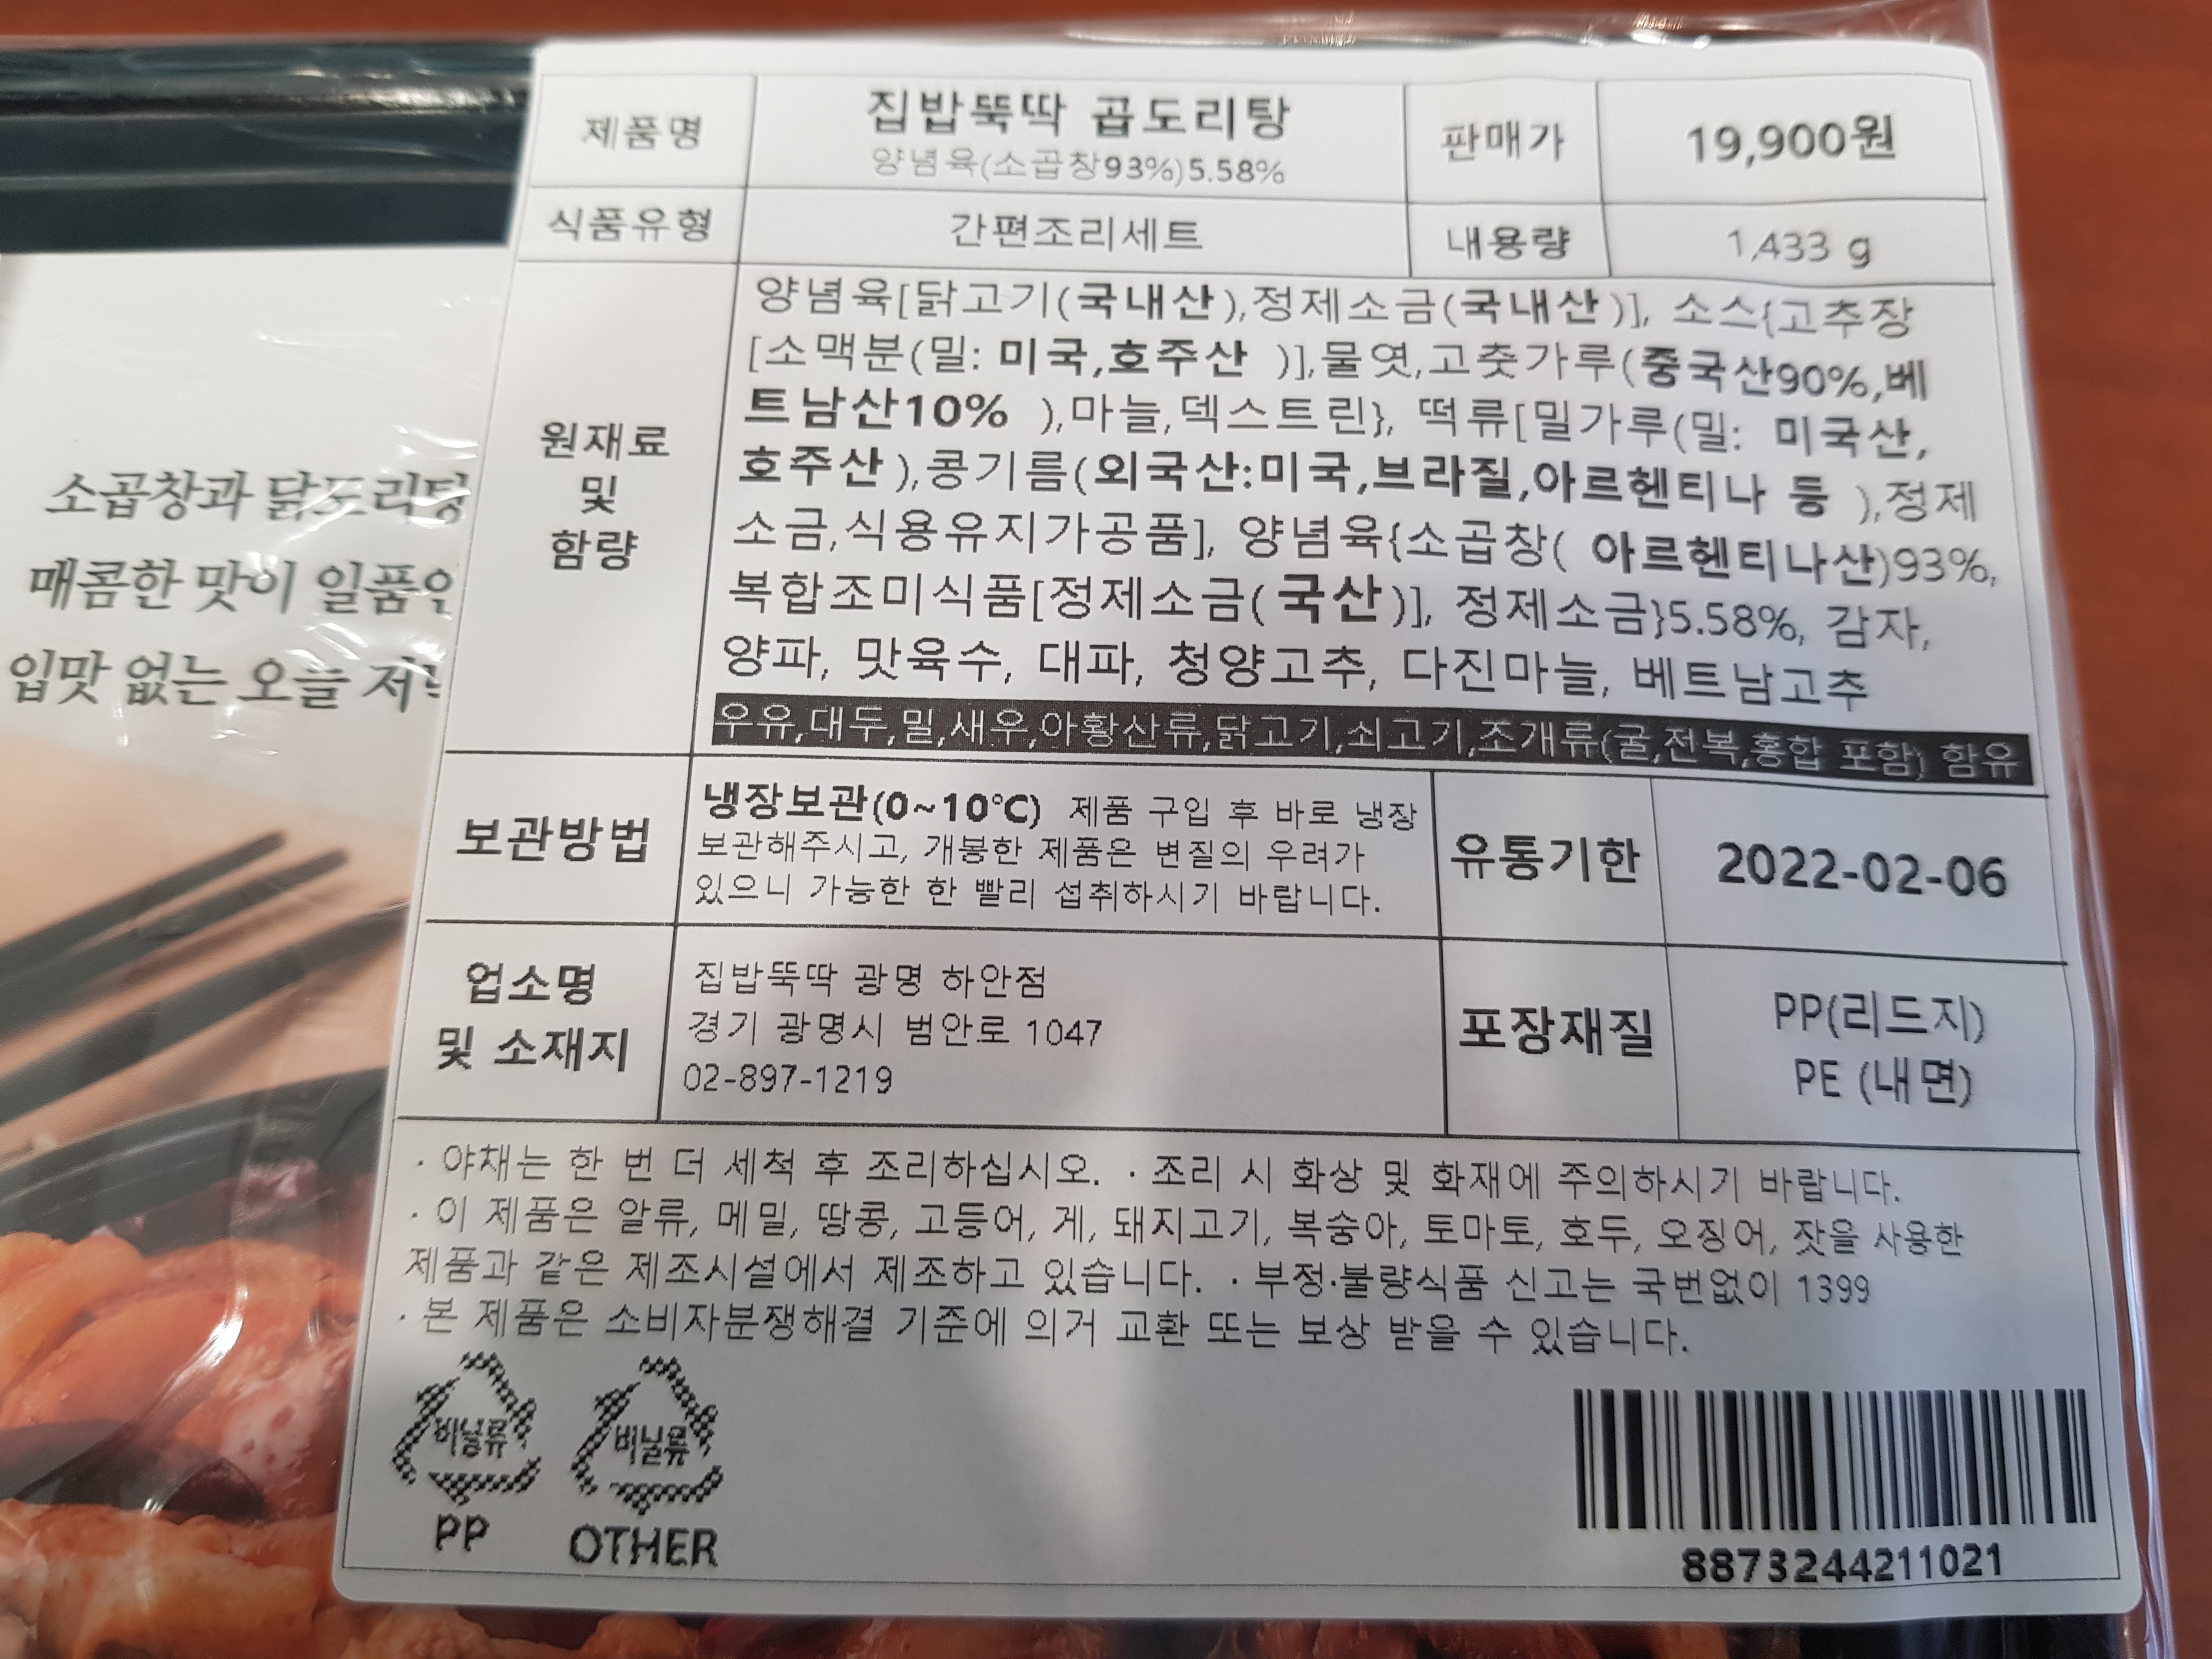 제품명
집밥뚝딱 곱도리탕
양념육(소곱창93%)5.58%
판매가
19,900원
식품유형
간편조리세트
내용량
1,433 g
원재료
및
함량
양념육[닭고기(국내산),정제소금(국내산)], 소스{고추장
[소맥분(밀: 미국,호주산 )],물엿,고춧가루(중국산90%,베
트남산10% ),마늘,덱스트린}, 떡류[밀가루(밀: 미국산,
호주산),콩기름(외국산:미국,브라질,아르헨티나 등 ),정제
소금,식용유지가공품], 양념육{소곱창( 아르헨티나산)93%,
복합조미식품[정제소금(국산)], 정제소금}5.58%, 감자,
양파, 맛육수, 대파, 청양고추, 다진마늘, 베트남고추
우유,대두,밀,새우,아황산류,닭고기,쇠고기,조개류(굴,전복,홍합 포함) 함유
보관방법
냉장보관(0~10℃) 제품 구입 후 바로 냉장
보관해주시고, 개봉한 제품은 변질의 우려가
있으니 가능한 한 빨리 섭취하시기 바랍니다.
유통기한
2022-02-06
업소명
및 소재지
집밥뚝딱 광명 하안점
경기 광명시 범안로 1047
02-897-1219
포장재질
PP(리드지)
PE (내면)
· 야채는 한 번 더 세척 후 조리하십시오. · 조리 시 화상 및 화재에 주의하시기 바랍니다.
· 이 제품은 알류, 메밀, 땅콩, 고등어, 게, 돼지고기, 복숭아, 토마토, 호두, 오징어, 잣을 사용한
제품과 같은 제조시설에서 제조하고 있습니다. · 부정·불량식품 신고는 국번없이 1399
· 본 제품은 소비자분쟁해결 기준에 의거 교환 또는 보상 받을 수 있습니다.
비닐류
PP
비닐류
OTHER
8873244211021
소곱창과 닭도리탕
매콤한 맛이 일품인
입맛 없는 오늘